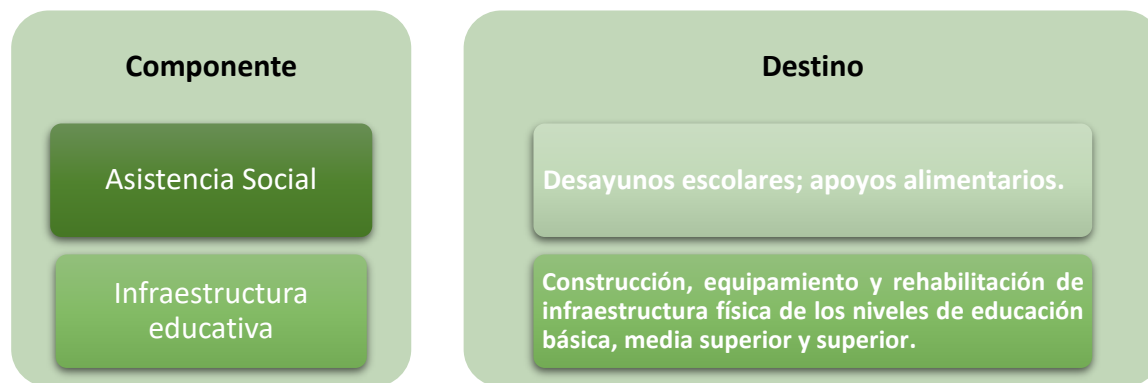 Componente
Destino
Asistencia Social
Desayunos escolares; apoyos alimentarios.
Infraestructura
educativa
Construcción, equipamiento y rehabilitación de
infraestructura física de los niveles de educación
básica, media superior y superior.